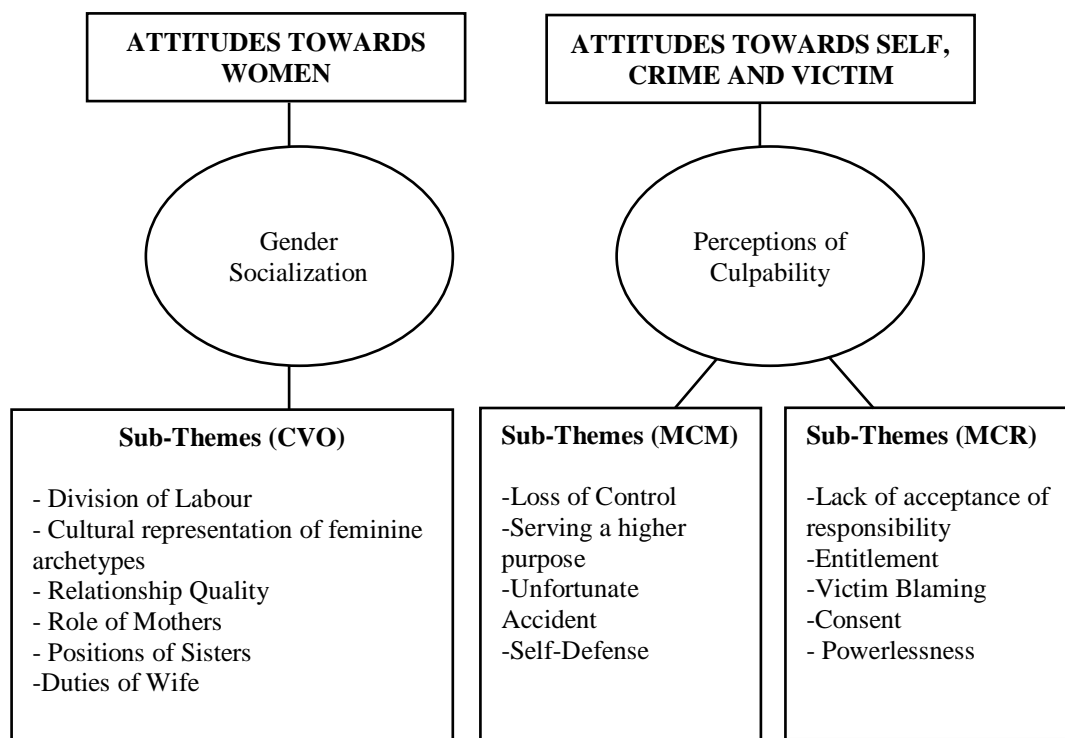 ATTITUDES TOWARDS
WOMEN
ATTITUDES TOWARDS SELF,
CRIME AND VICTIM
Gender
Socialization
Perceptions of
Culpability
Sub-Themes (CVO)
- Division of Labour
- Cultural representation of feminine
archetypes
- Relationship Quality
- Role of Mothers
- Positions of Sisters
-Duties of Wife
Sub-Themes (MCM)
-Loss of Control
-Serving a higher
purpose
-Unfortunate
Accident
-Self-Defense
Sub-Themes (MCR)
-Lack of acceptance of
responsibility
-Entitlement
-Victim Blaming
-Consent
- Powerlessness